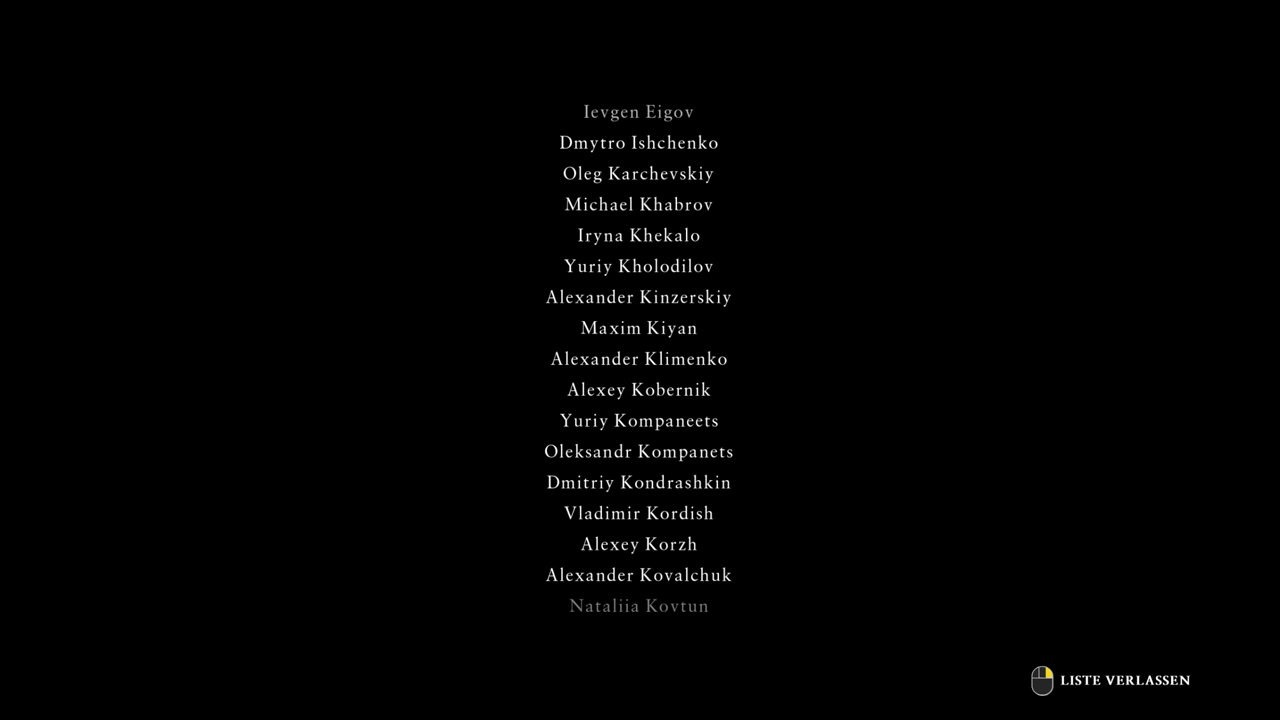 Ievgen Eigov
Dmytro Ishchenko
Oleg Karchevskiy
Michael Khabrov
Iryna Khekalo
Yuriy Kholodilov
Alexander Kinzerskiy
Maxim Kiyan
Alexander Klimenko
Alexey Kobernik
Yuriy Kompaneets
Oleksandr Kompanets
Dmitriy Kondrashkin
Vladimir Kordish
Alexey Korzh
Alexander Kovalchuk
Nataliia Kovtun
LISTE VERLASSEN